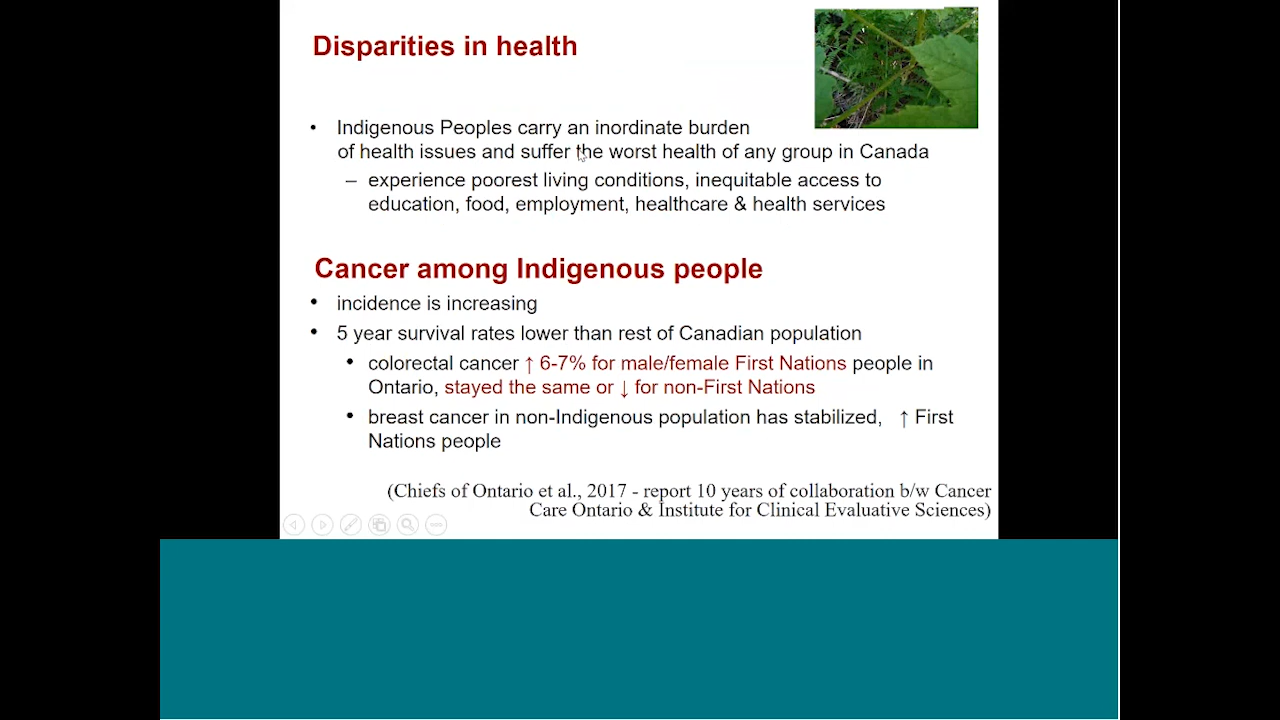 Disparities in health
• Indigenous Peoples carry an inordinate burden
of health issues and suffer the worst health of any group in Canada
– experience poorest living conditions, inequitable access to
education, food, employment, healthcare & health services
Cancer among Indigenous people
• incidence is increasing
• 5 year survival rates lower than rest of Canadian population
• colorectal cancer ↑ 6-7% for male/female First Nations people in
Ontario, stayed the same or ↓ for non-First Nations
• breast cancer in non-Indigenous population has stabilized, ↑ First
Nations people
(Chiefs of Ontario et al., 2017 - report 10 years of collaboration b/w Cancer
Care Ontario & Institute for Clinical Evaluative Sciences)